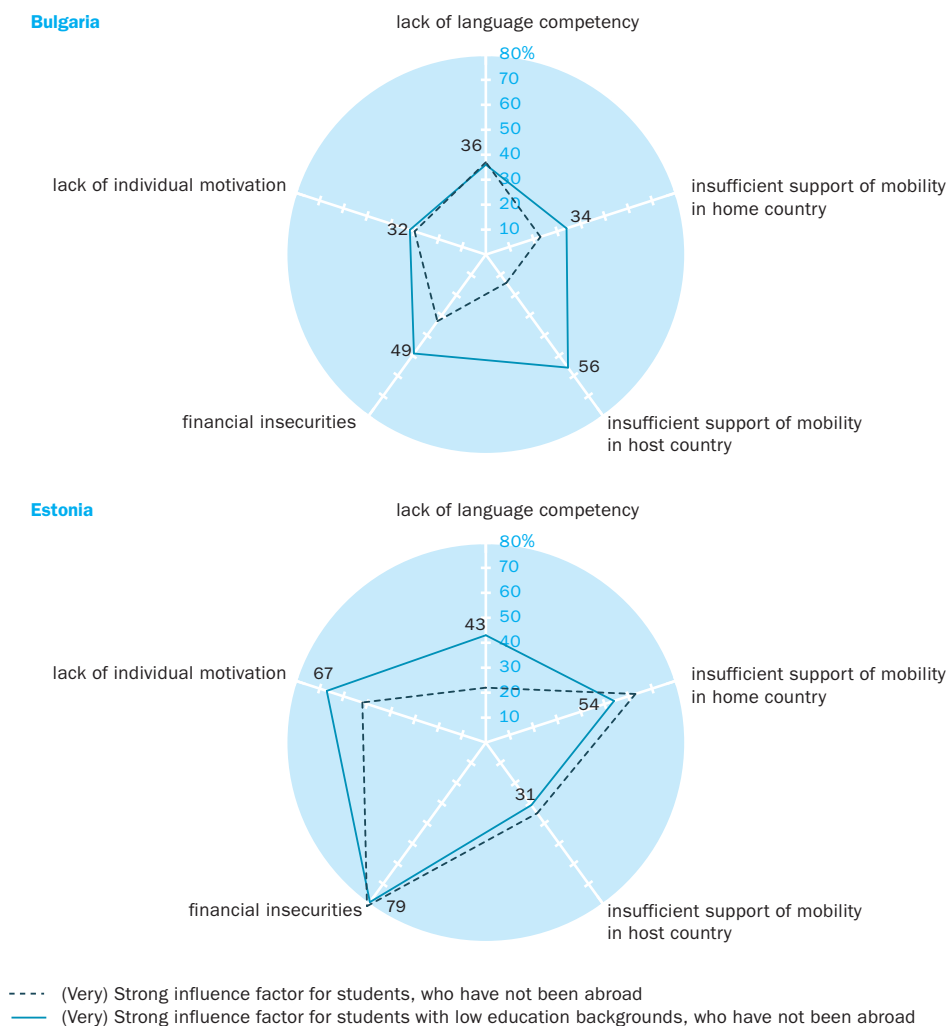 Bulgaria
lack of language competency
80%
70
60
50
40
30
20
10
36
lack of individual motivation
insufficient support of mobility
in home country
32
34
49
56
financial insecurities
insufficient support of mobility
in host country
Estonia
lack of language competency
80%
70
60
50
40
30
20
10
43
lack of individual motivation
67
insufficient support of mobility
in home country
54
31
financial insecurities
79
insufficient support of mobility
in host country
(Very) Strong influence factor for students, who have not been abroad
(Very) Strong influence factor for students with low education backgrounds, who have not been abroad